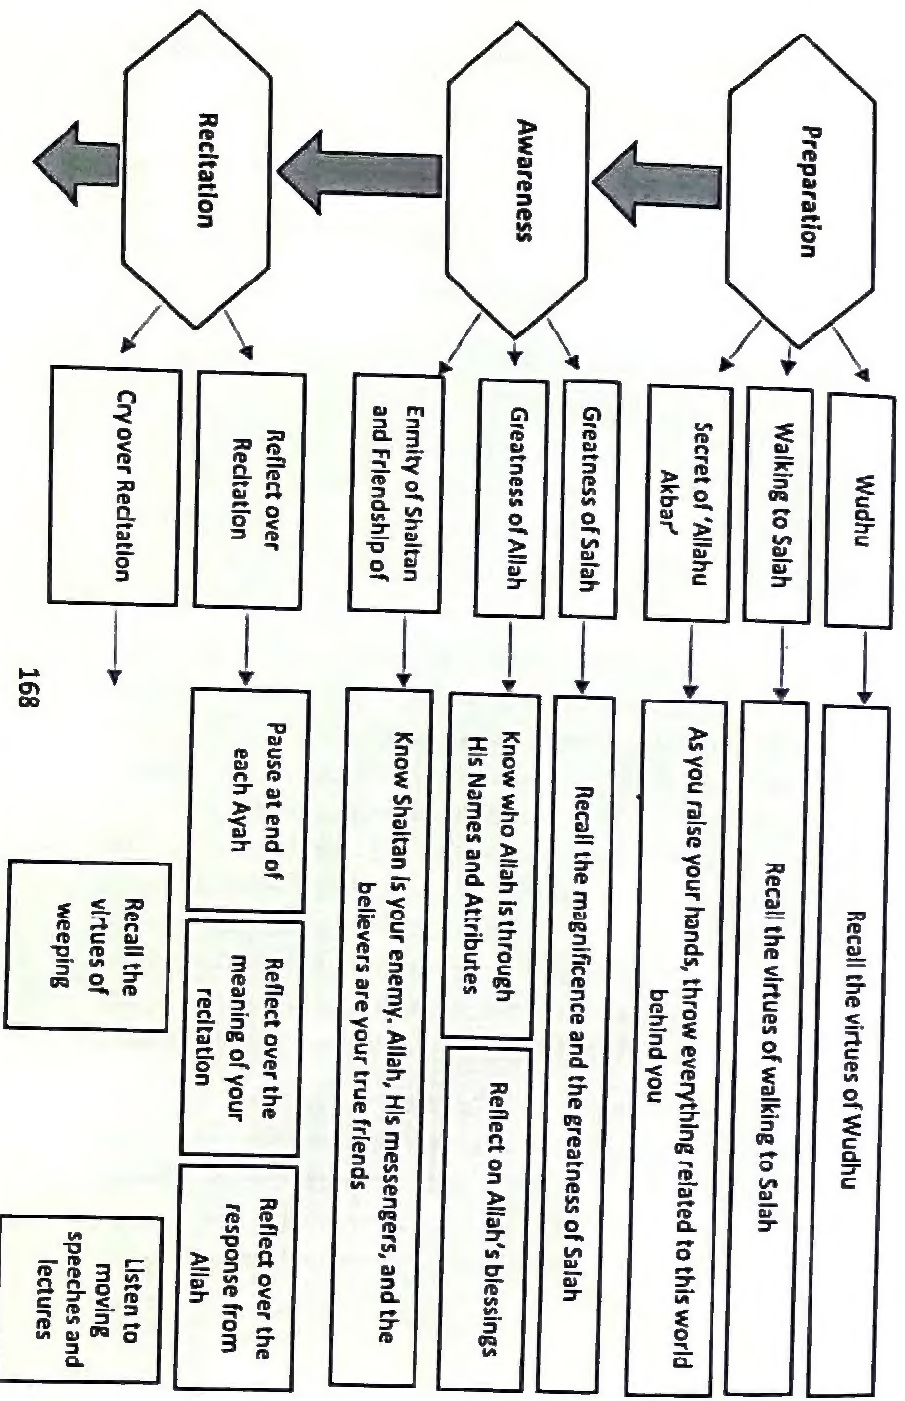 Preparation
Wudhu
Recall the virtues of Wudhu
Walking to Salah
Recall the virtues of walking to Salah
Secret of 'Allahu
Akbar'
As you raise your hands, throw everything related to this world
behind you
Awareness
Greatness of Salah
Recall the magnificence and the greatness of Salah
Greatness of Allah
Know who Allah is through
His Names and Attributes
Reflect on Allah's blessings
Enmity of Shaitan
and Friendship of
Know Shaitan is your enemy. Allah, His messengers, and the
believers are your true friends
Recitation
Reflect over
Recitation
Pause at end of
each Ayah
Reflect over the
meaning of your
recitation
Reflect over the
response from
Allah
Cry over Recitation
Recall the
virtues of
weeping
Listen to
moving
speeches and
lectures
168